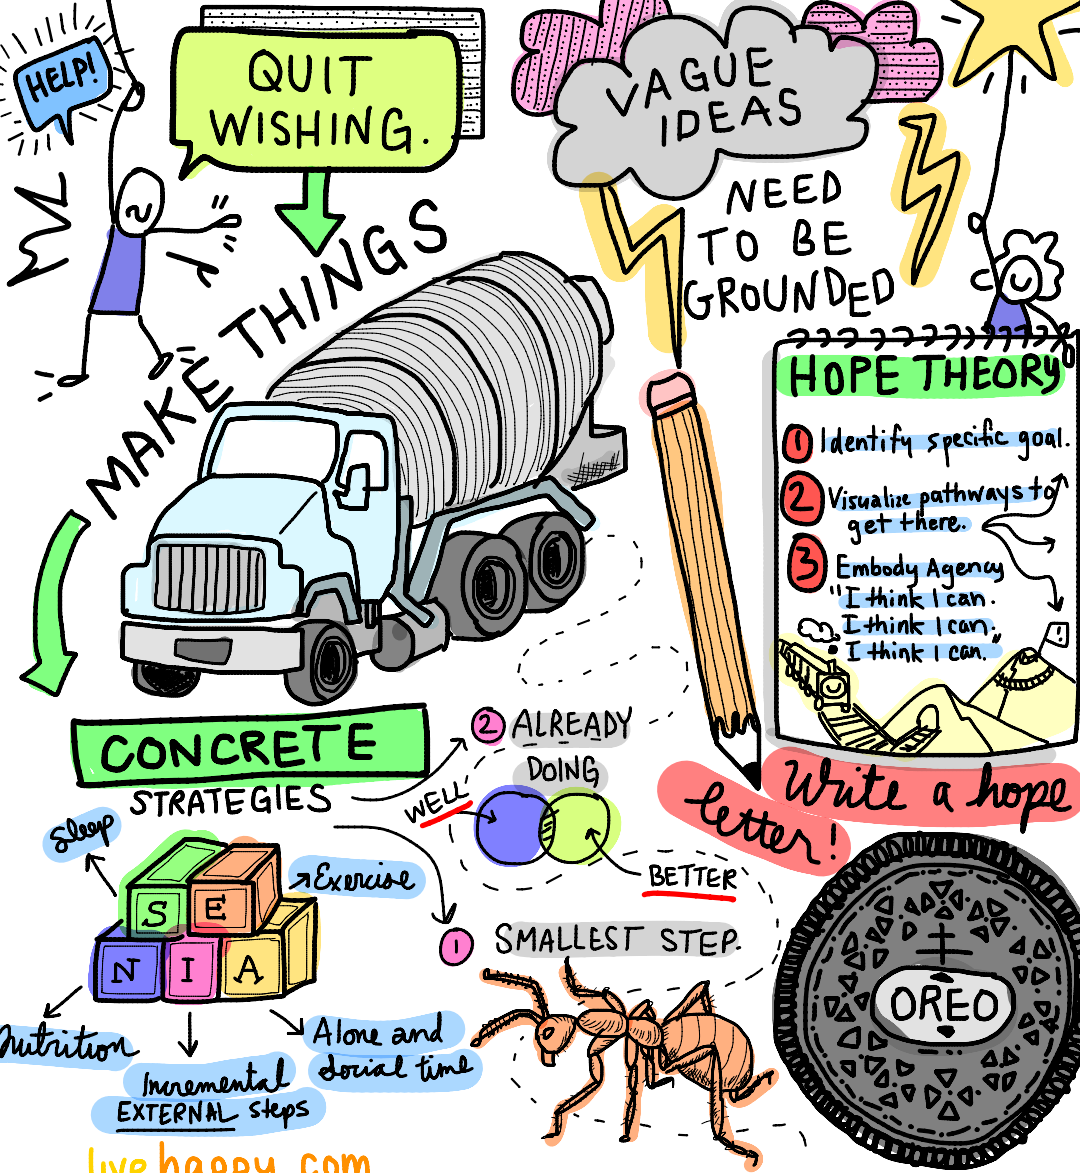 HELP!
QUIT
WISHING.
MAKE THINGS
VAGUE
IDEAS
NEED
TO BE
GROUNDED
HOPE THEORY
1 Identify specific goal.
2 Visualize pathways to
get there.
3 Embody Agency
"I think I can.
I think I can.
I think I can."
Write a hope
letter!
CONCRETE
STRATEGIES
2 ALREADY
DOING
WELL
BETTER
1 SMALLEST STEP.
Sleep
Exercise
S E
N I A
Nutrition
Incremental
EXTERNAL steps
Alone and
Social time
OREO
livehappy.com